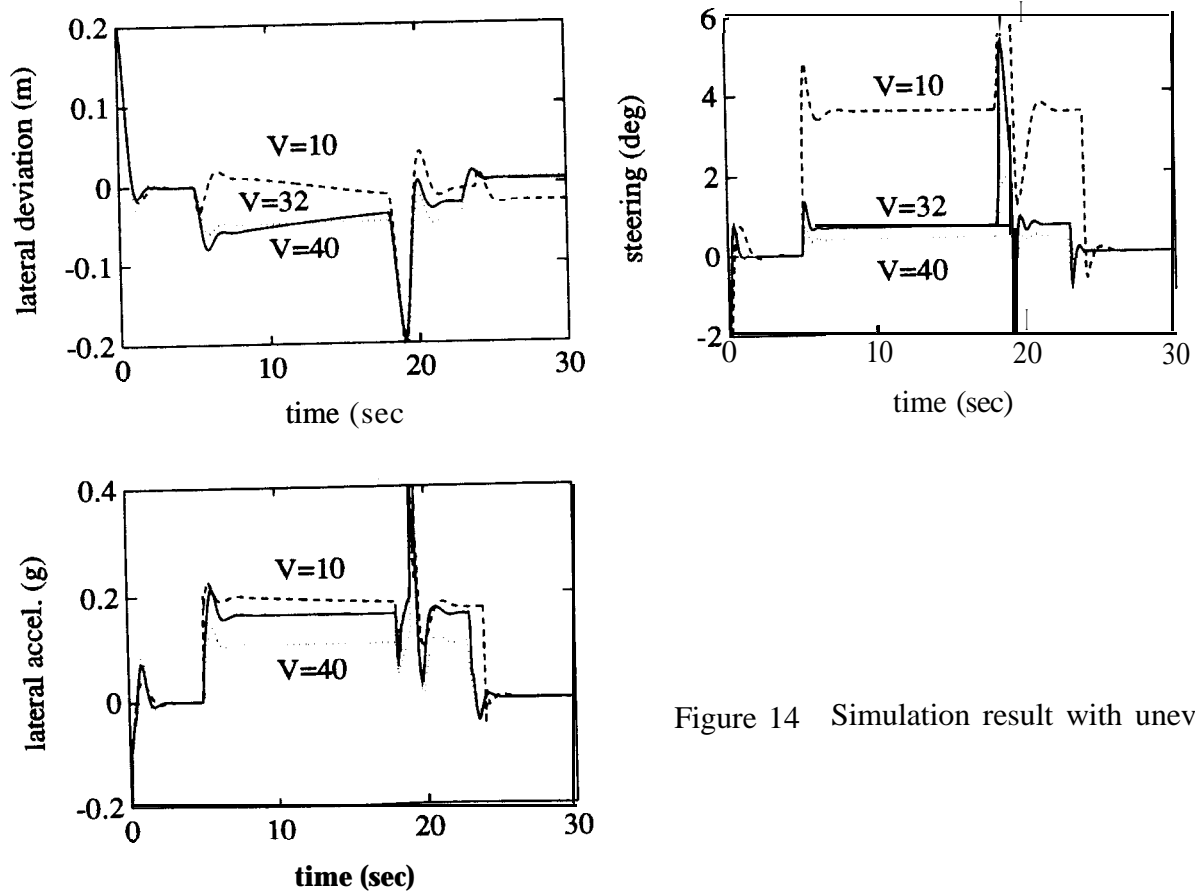 0.2
0.1
0
-0.1
-0.2
lateral deviation (m)
V=10
V=32
V=40
0
10
20
30
time (sec
6
4
2
0
-2
steering (deg)
V=10
V=32
V=40
0
10
20
30
time (sec)
0.4
0.2
0
-0.2
lateral accel. (g)
V=10
V=40
0
10
20
30
time (sec)
Figure 14 Simulation result with unev